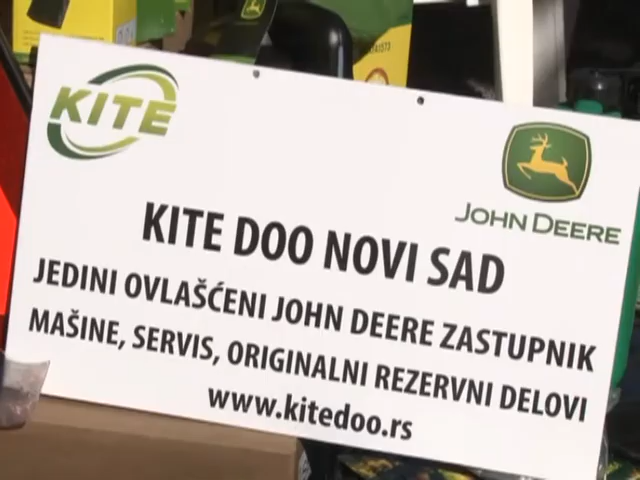 KITE
JOHN DEERE
KITE DOO NOVI SAD
JEDINI OVLAŠĆENI JOHN DEERE ZASTUPNIK
MAŠINE, SERVIS, ORIGINALNI REZERVNI DELOVI
www.kitedoo.rs